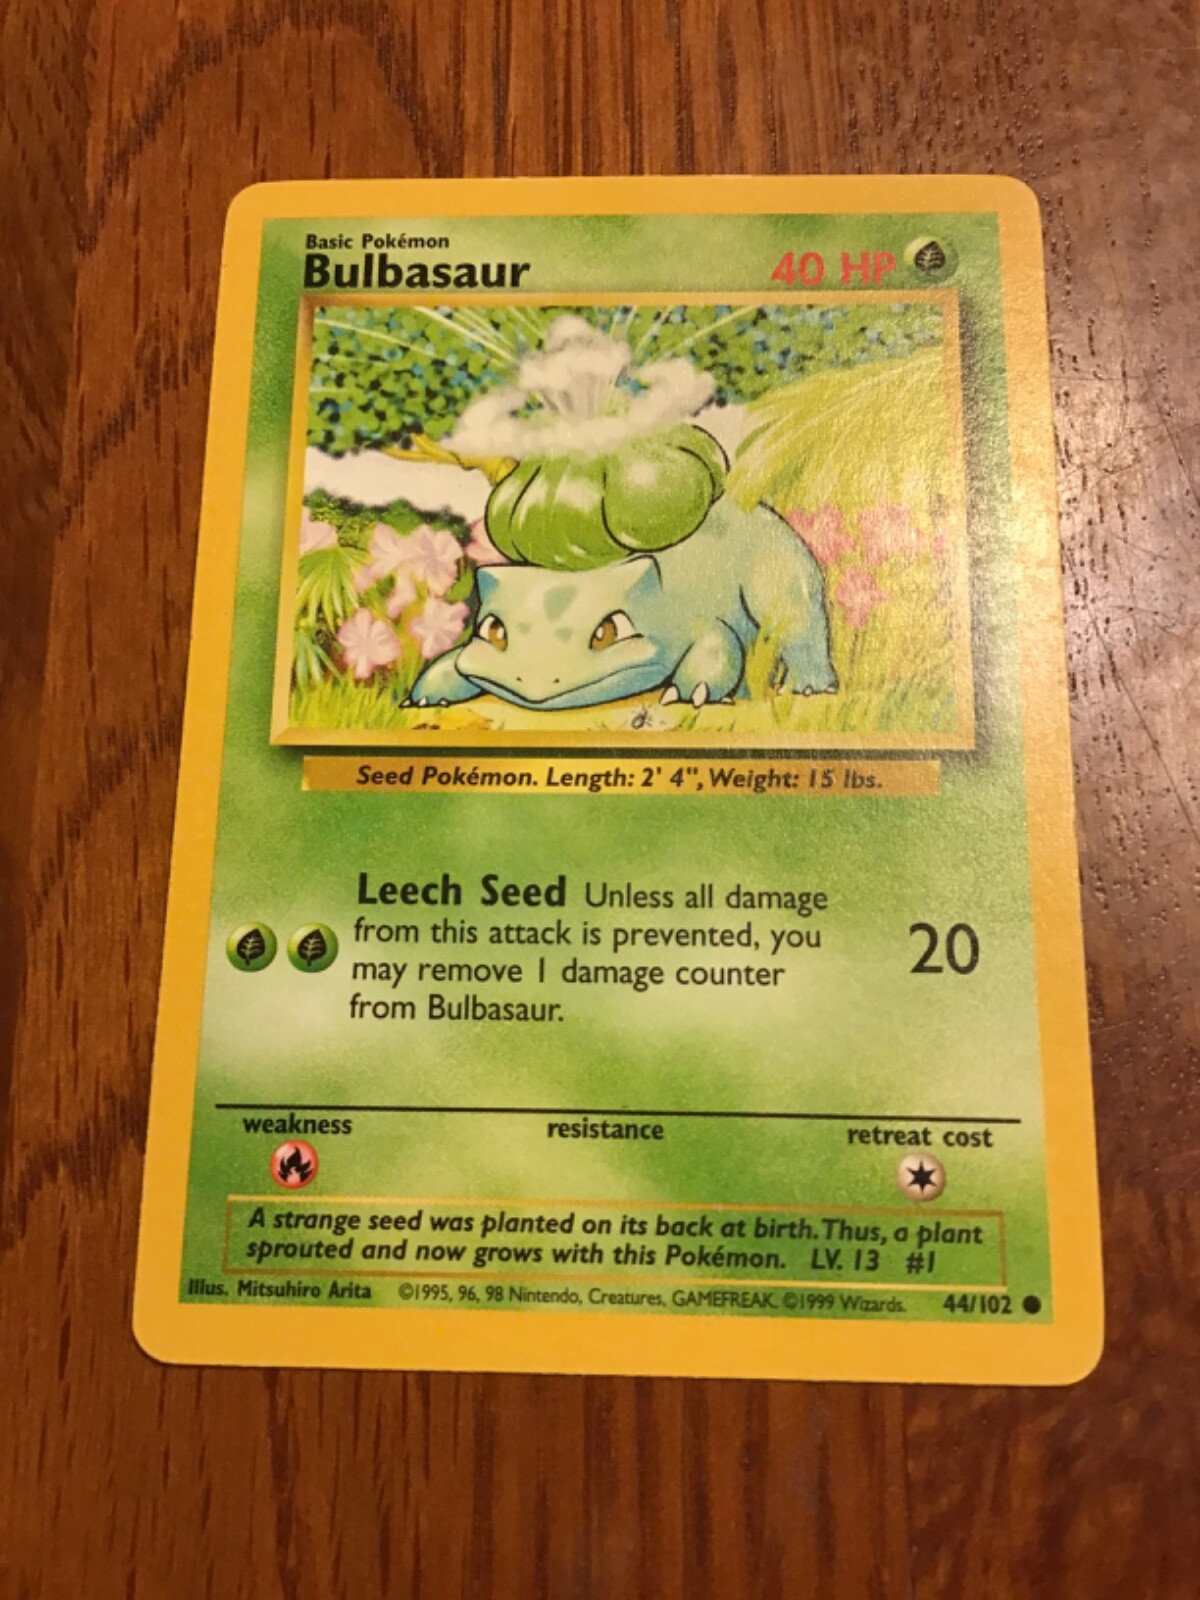 Basic Pokémon
Bulbasaur
40 HP
Seed Pokémon. Length: 2' 4", Weight: 15 lbs.
Leech Seed Unless all damage
from this attack is prevented, you
may remove 1 damage counter
from Bulbasaur.
20
weakness
resistance
retreat cost
A strange seed was planted on its back at birth. Thus, a plant
sprouted and now grows with this Pokémon. LV. 13 #1
Illus. Mitsuhiro Arita
©1995, 96, 98 Nintendo, Creatures, GAMEFREAK. ©1999 Wizards.
44/102